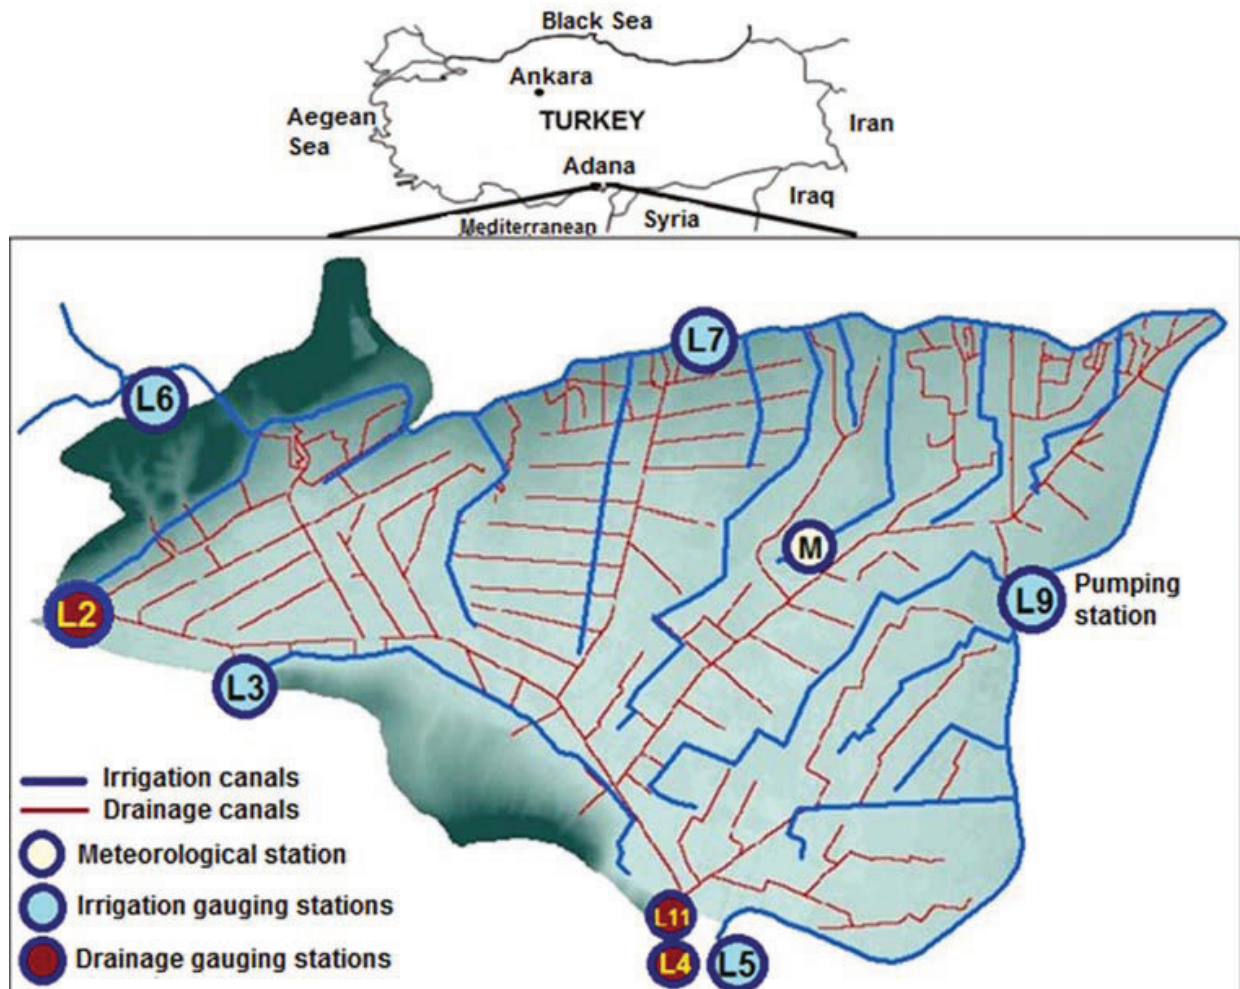 Black Sea
Ankara
Aegean
Sea
TURKEY
Iran
Adana
Iraq
Mediterranean
Syria
L7
L6
M
L9
Pumping
station
L2
L3
Irrigation canals
Drainage canals
Meteorological station
Irrigation gauging stations
Drainage gauging stations
L11
L4
L5